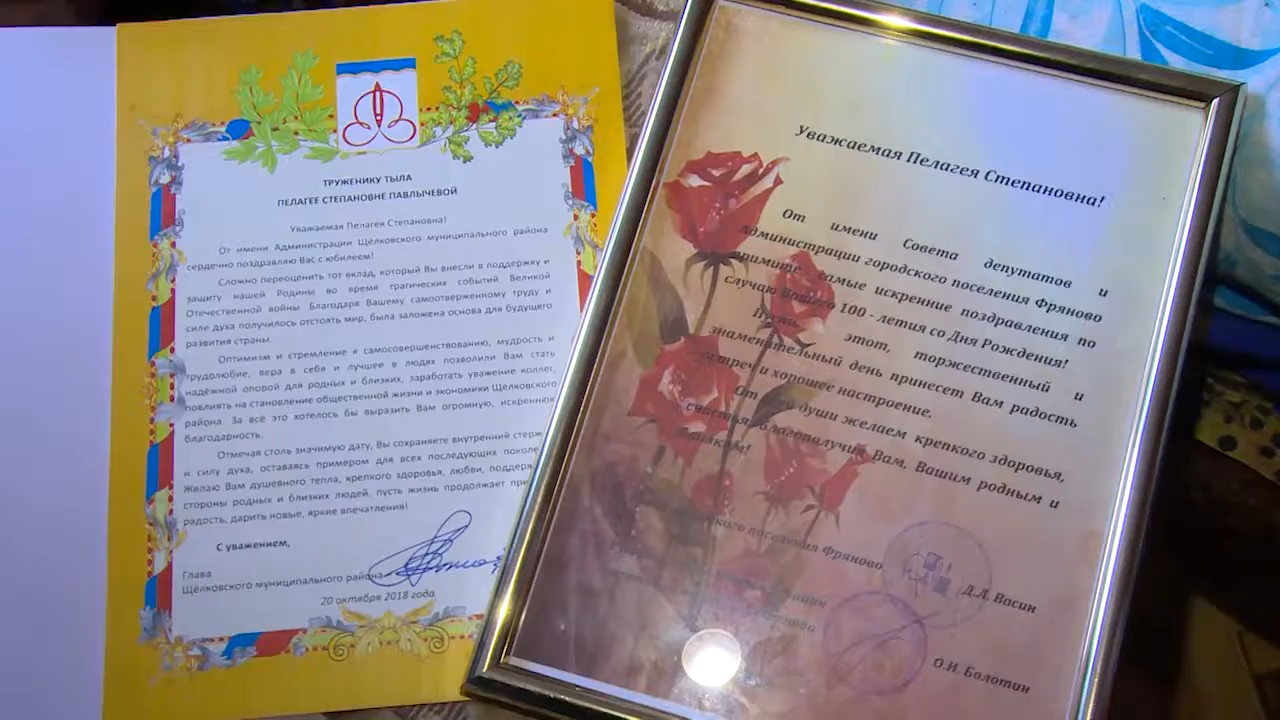 ТРУЖЕНИКУ ТЫЛА
ПЕЛАГЕЕ СТЕПАНОВНЕ ПАВЛЫЧЕВОЙ
Уважаемая Пелагея Степановна!
От имени Администрации Щёлковского муниципального района
сердечно поздравляю Вас с юбилеем!
Сложно переоценить тот вклад, который Вы внесли в поддержку и
защиту нашей Родины во время трагических событий Великой
Отечественной войны. Благодаря Вашему самоотверженному труду и
силе духа получилось отстоять мир, была заложена основа для будущего
развития страны.
Оптимизм и стремление к самосовершенствованию, мудрость и
трудолюбие, вера в себя и лучшее в людях позволили Вам стать
надёжной опорой для родных и близких, заработать уважение коллег,
повлиять на становление общественной жизни и экономики Щёлковского
района. За все это хотелось бы выразить Вам огромную, искреннюю
благодарность.
Отмечая столь значимую дату, Вы сохраняете внутренний
и силу духа, оставаясь примером для всех последующих
Желаю Вам душевного тепла, крепкого здоровья, любви,
стороны родных и близких людей, пусть жизнь продолжает
радость, дарить новые, яркие впечатления!
С уважением,
Глава
Щёлковского муниципального района
20 октября 2018 года
Уважаемая Пелагея Степановна!
От имени Совета депутатов и
Администрации городского поселения Фряново
примите самые искренние поздравления по
случаю Вашего 100 - летия со Дня Рождения!
Пусть этот, торжественный и
знаменательный день принесет Вам радость
встреч и хорошее настроение.
От души желаем крепкого здоровья,
счастья, благополучия Вам, Вашим родным и
близким!
поселения Фряново
Д.Л. Васин
О.И. Болотин